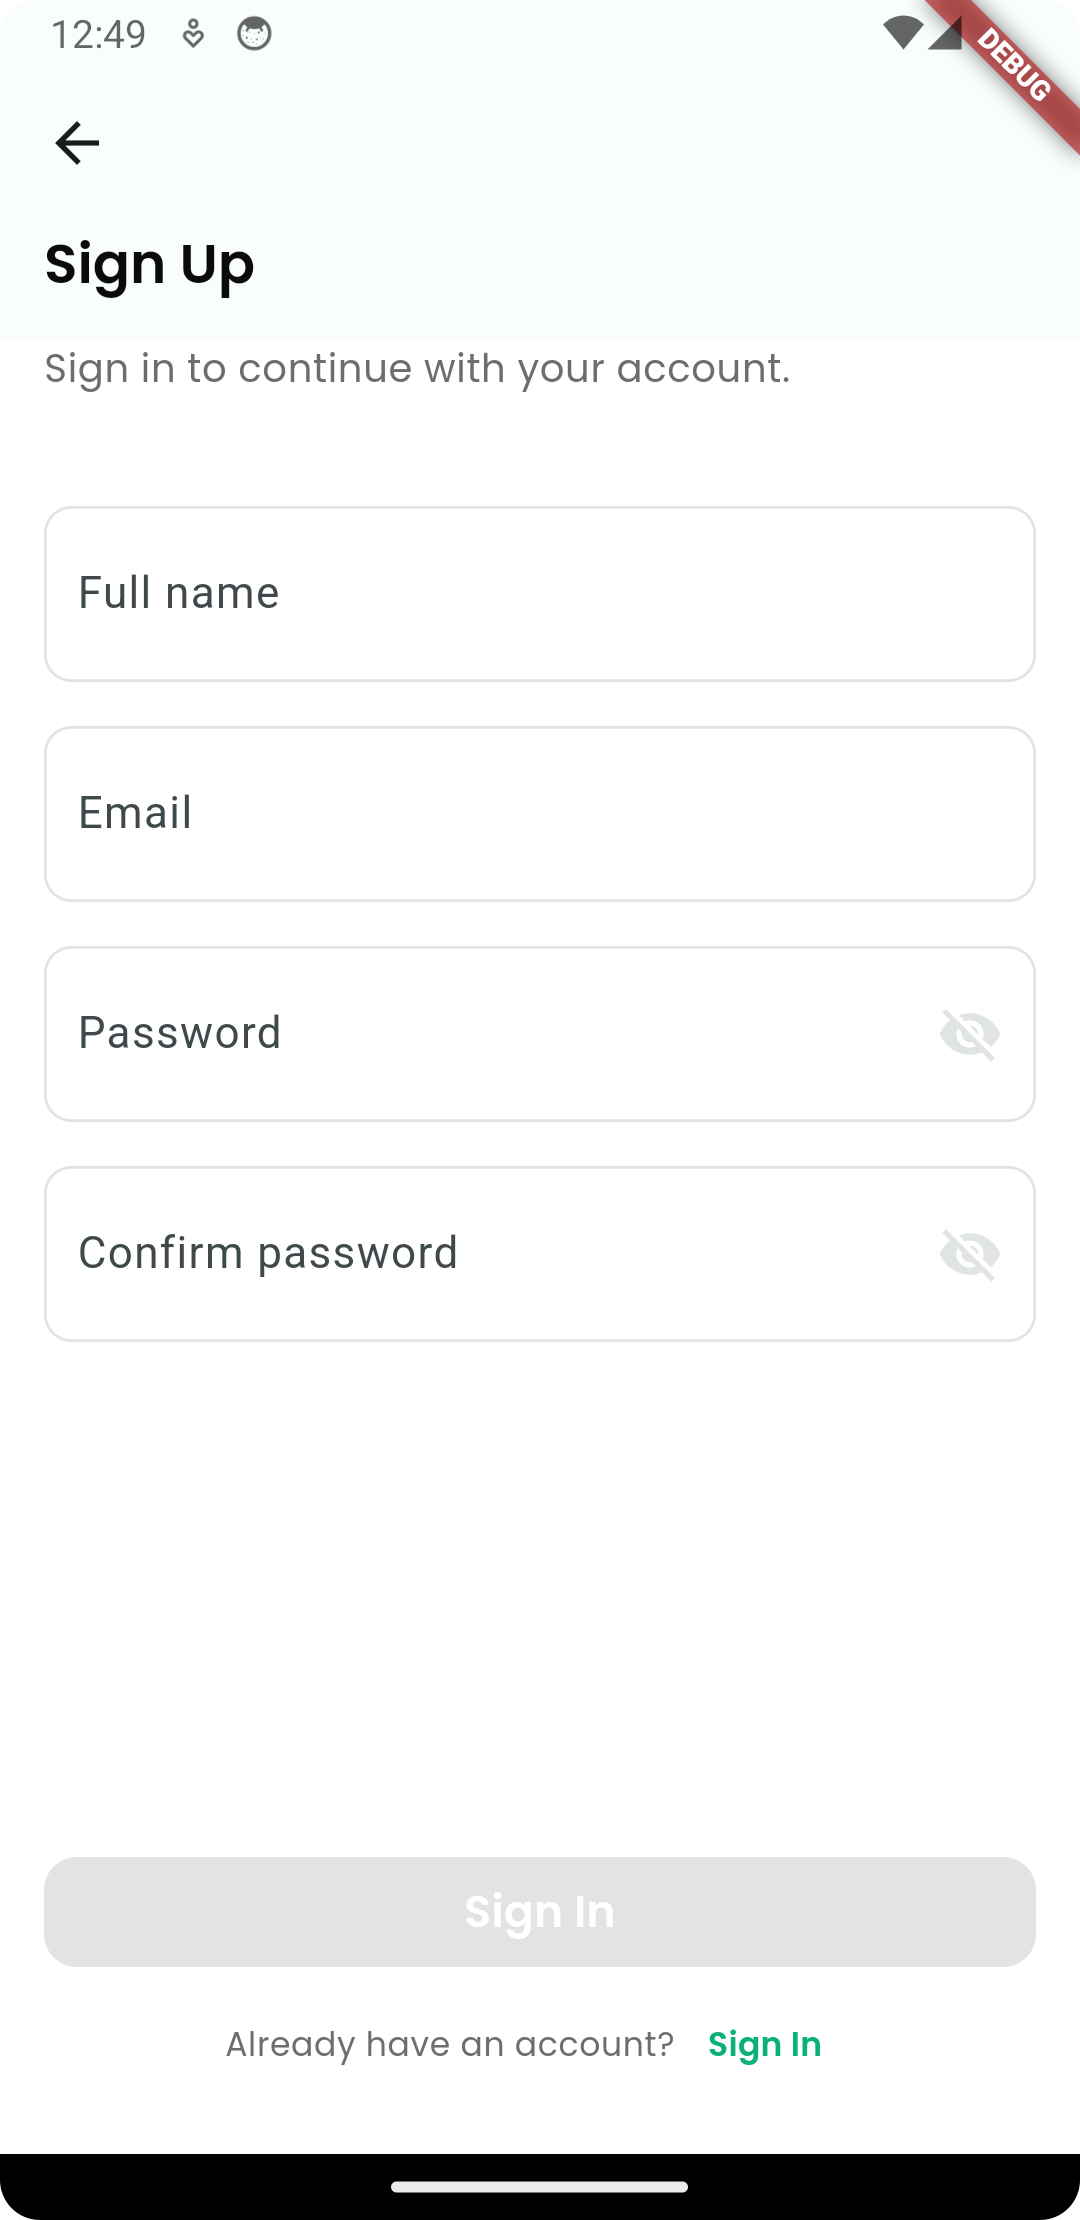 12:49
DEBUG
Sign Up
Sign in to continue with your account.
Full name
Email
Password
Confirm password
Sign In
Already have an account? Sign In